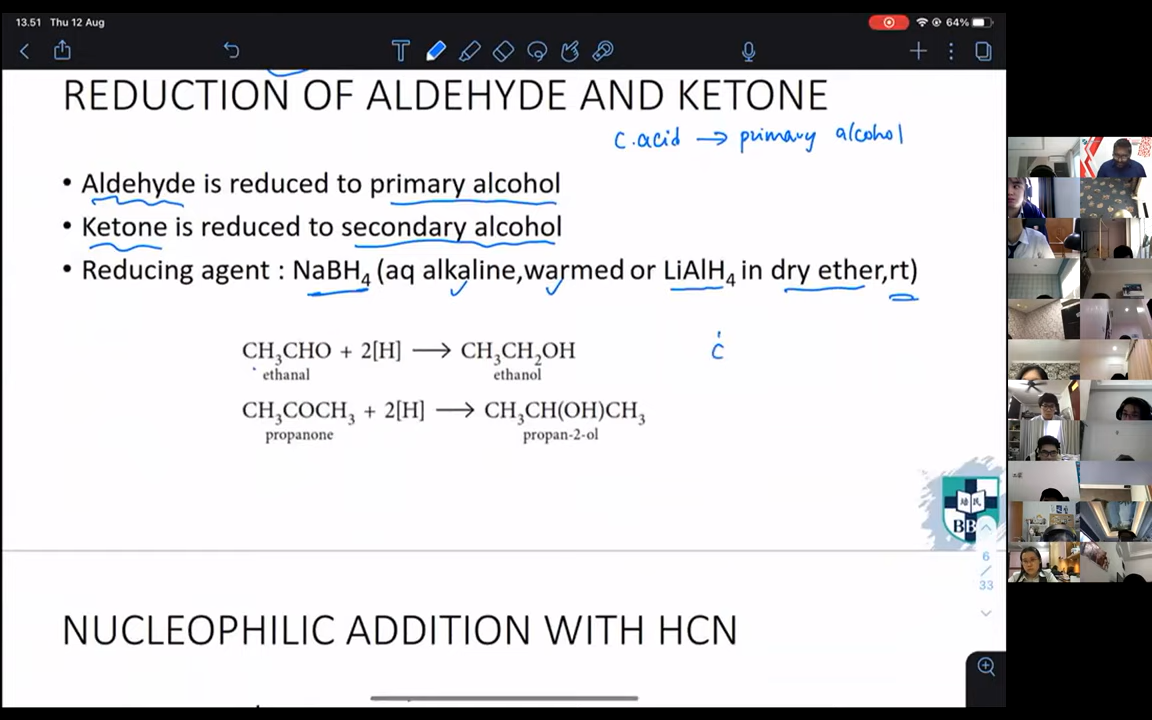 13.51 Thu 12 Aug
64%
REDUCTION OF ALDEHYDE AND KETONE
c.acid → primary alcohol
• Aldehyde is reduced to primary alcohol
• Ketone is reduced to secondary alcohol
• Reducing agent : NaBH₄ (aq alkaline,warmed or LiAlH₄ in dry ether,rt)
CH₃CHO + 2[H] ⟶ CH₃CH₂OH
ethanal ethanol
c
CH₃COCH₃ + 2[H] ⟶ CH₃CH(OH)CH₃
propanone propan-2-ol
6
/
33
NUCLEOPHILIC ADDITION WITH HCN